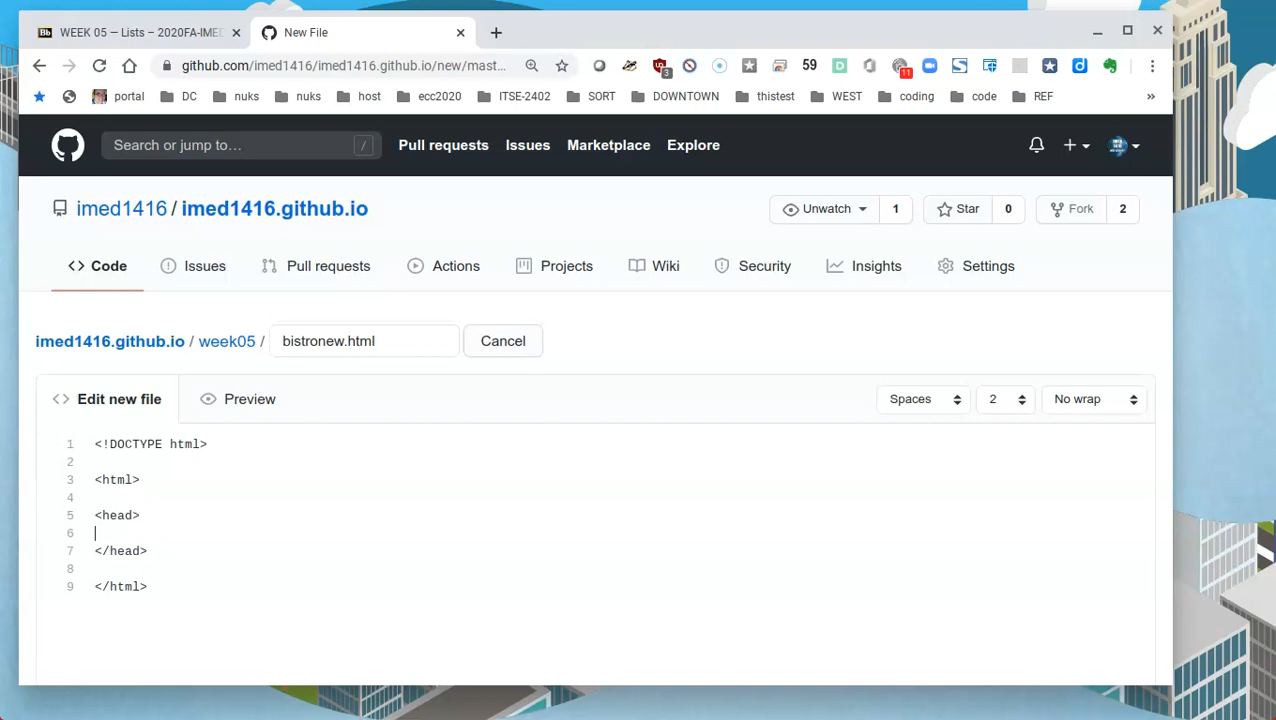 Bb WEEK 05 – Lists – 2020FA-IMED
New File
github.com/imed1416/imed1416.github.io/new/mast...
3
59
D
11
portal
DC
nuks
nuks
host
ecc2020
ITSE-2402
SORT
DOWNTOWN
thistest
WEST
coding
code
REF
»
Search or jump to...
/
Pull requests
Issues
Marketplace
Explore
imed1416 / imed1416.github.io
Unwatch 1
Star 0
Fork 2
Code
Issues
Pull requests
Actions
Projects
Wiki
Security
Insights
Settings
imed1416.github.io / week05 / bistronew.html
Cancel
<> Edit new file
Preview
Spaces
2
No wrap
1 <!DOCTYPE html>
2
3 <html>
4
5 <head>
6
7 </head>
8
9 </html>